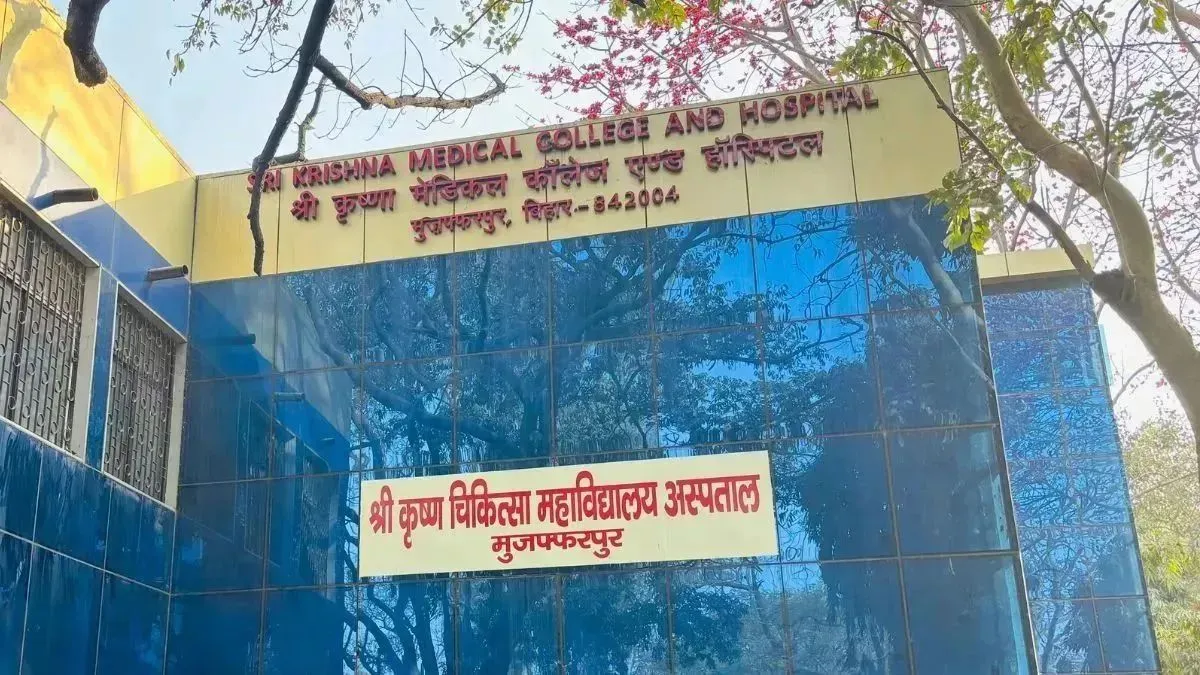 SRI KRISHNA MEDICAL COLLEGE AND HOSPITAL
श्री कृष्णा मेडिकल कॉलेज एण्ड हॉस्पिटल
मुजफ्फरपुर, बिहार.-842004
श्री कृष्ण चिकित्सा महाविद्यालय अस्पताल
मुजफ्फरपुर